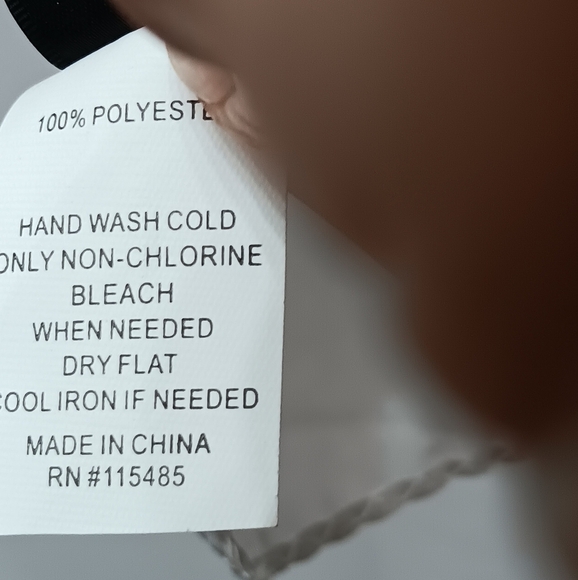 100% POLYESTE
HAND WASH COLD
ONLY NON-CHLORINE
BLEACH
WHEN NEEDED
DRY FLAT
COOL IRON IF NEEDED
MADE IN CHINA
RN #115485